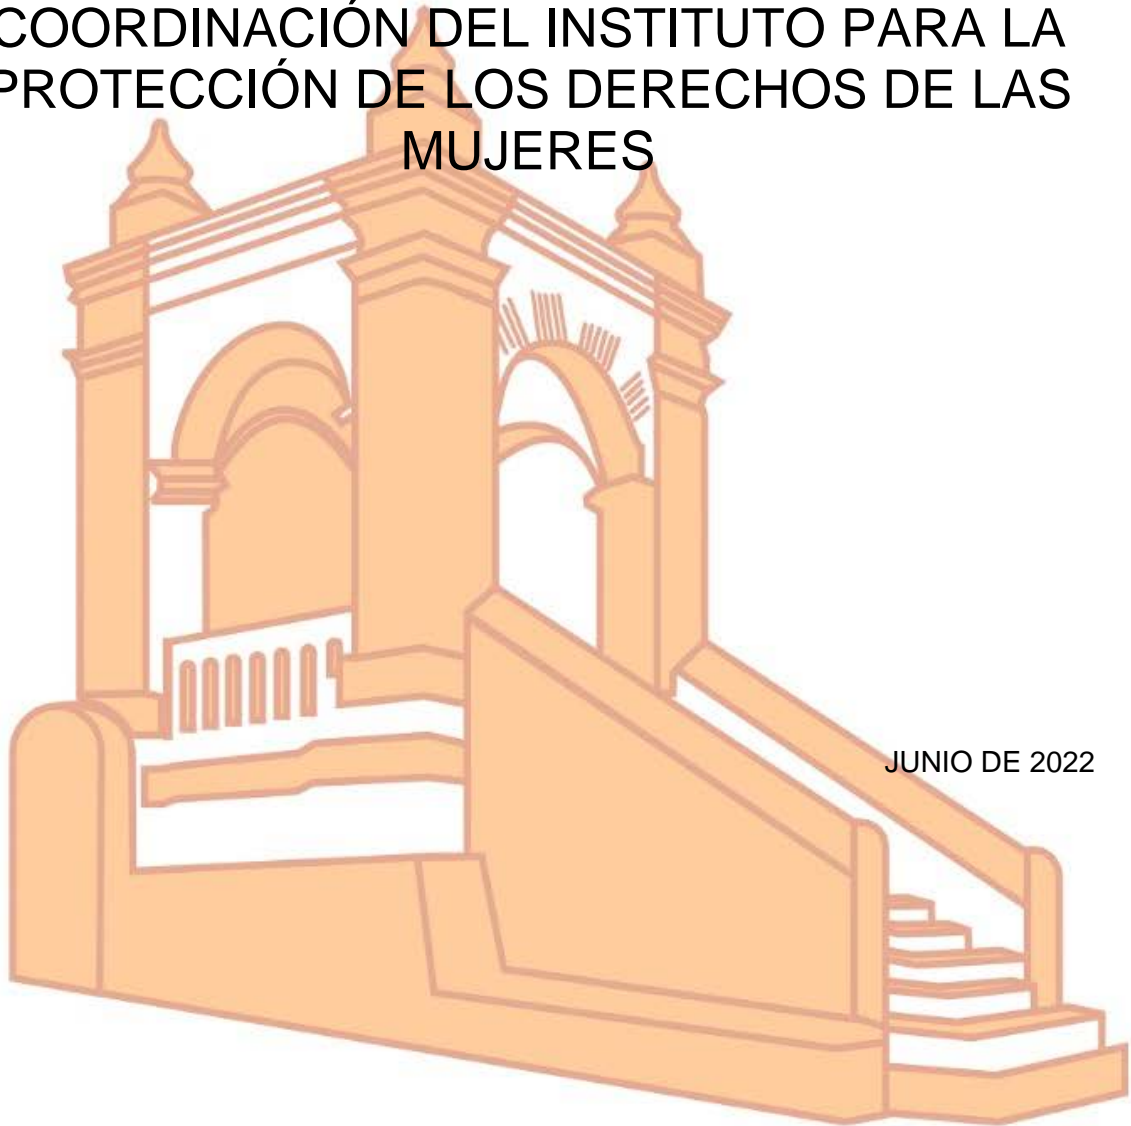 COORDINACIÓN DEL INSTITUTO PARA LA
PROTECCIÓN DE LOS DERECHOS DE LAS
MUJERES
JUNIO DE 2022